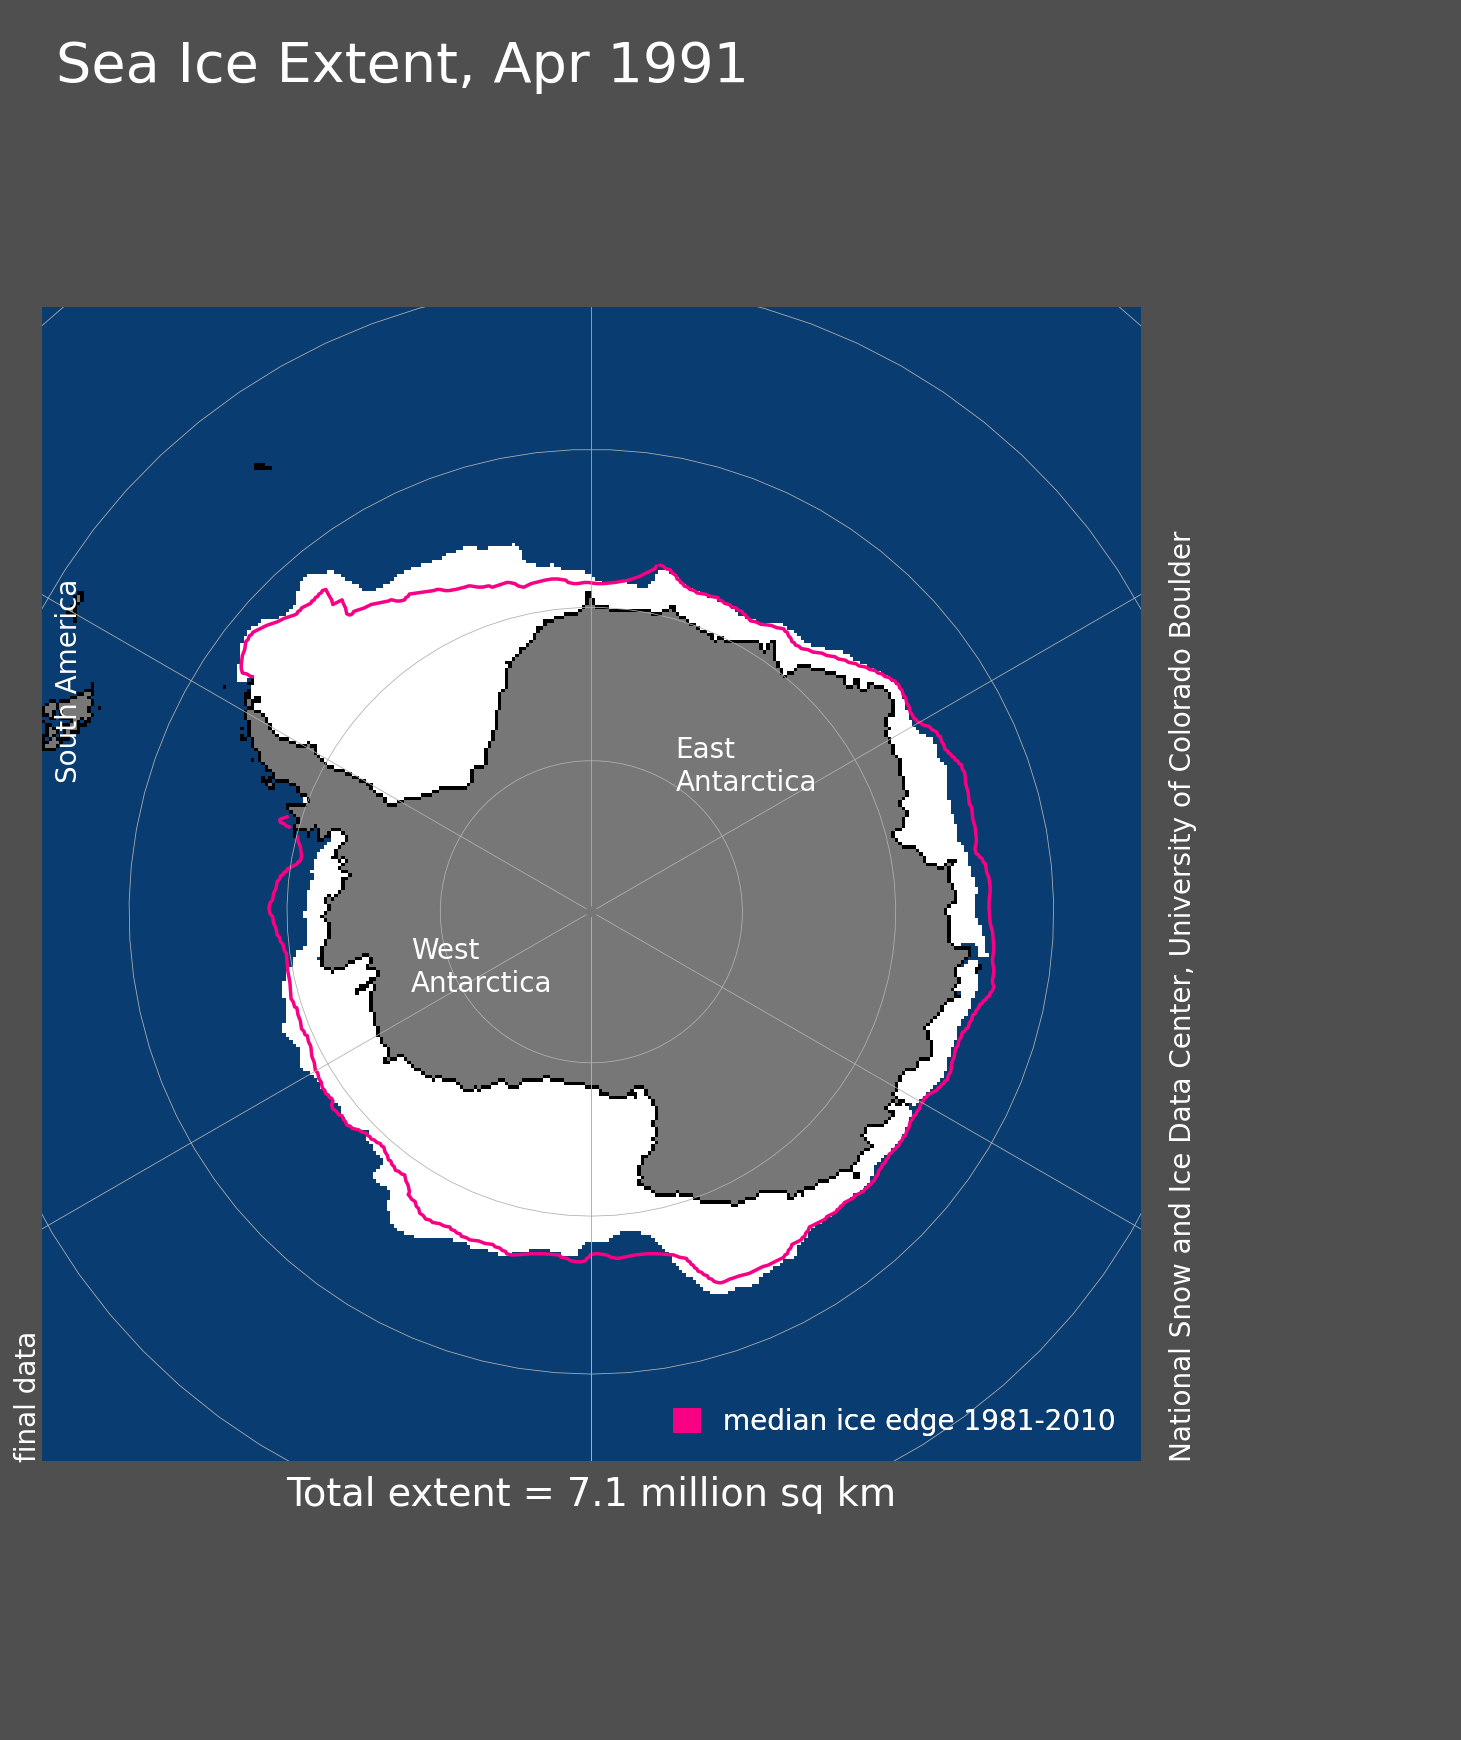 Sea Ice Extent, Apr 1991
South America
East
Antarctica
West
Antarctica
median ice edge 1981-2010
final data
National Snow and Ice Data Center, University of Colorado Boulder
Total extent = 7.1 million sq km